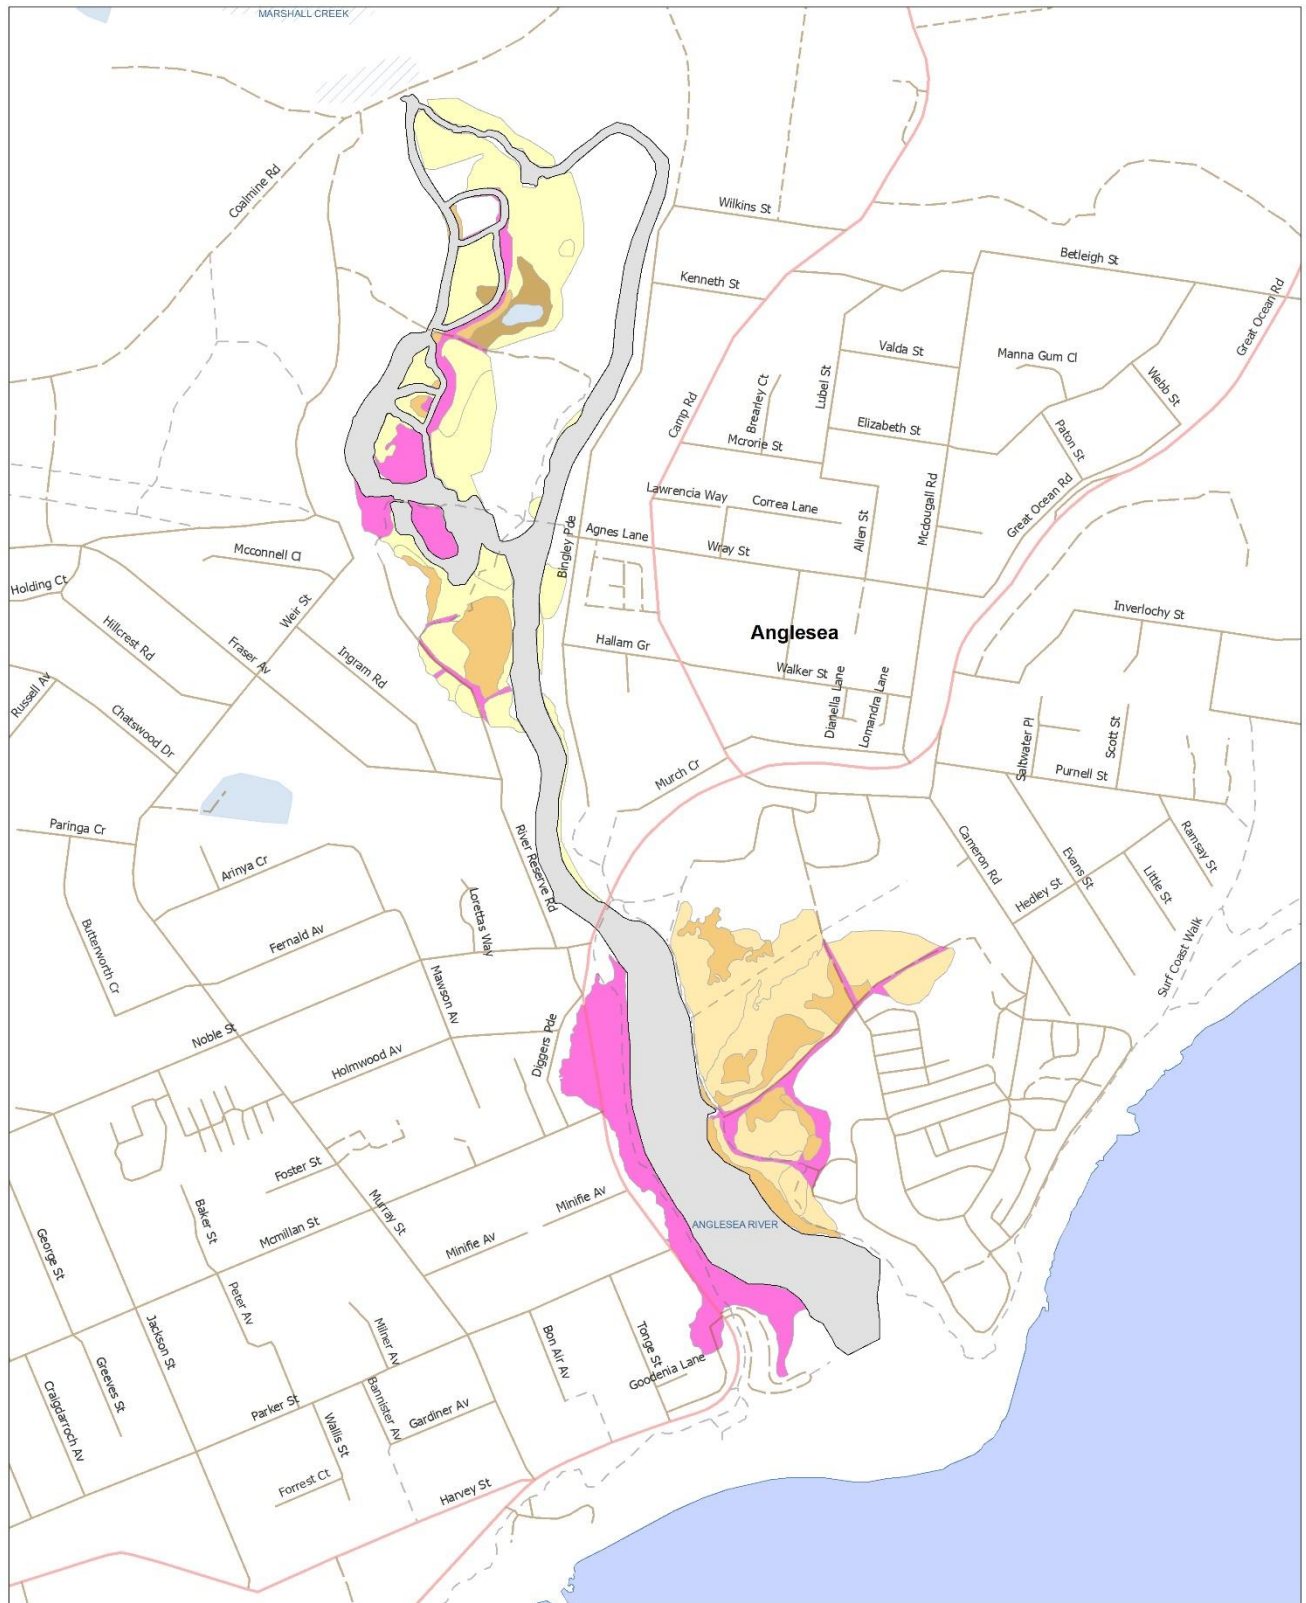 MARSHALL CREEK
Coalmine Rd
Wilkins St
Betleigh St
Kenneth St
Great Ocean Rd
Valda St
Manna Gum Cl
Webb St
Lubel St
Brearley Ct
Camp Rd
Elizabeth St
Mcrorie St
Paton St
Lawrencia Way
Correa Lane
Mcdougall Rd
Great Ocean Rd
Allen St
Agnes Lane
Wray St
Bingley Pde
Mcconnell Cl
Holding Ct
Weir St
Inverlochy St
Hillcrest Rd
Fraser Av
Ingram Rd
Anglesea
Hallam Gr
Walker St
Russell Av
Chatswood Dr
Dianella Lane
Lomandra Lane
Saltwater Pl
Scott St
Murch Cr
Purnell St
Paringa Cr
Arinya Cr
River Reserve Rd
Cameron Rd
Evans St
Ramsay St
Hedley St
Little St
Lorettas Way
Butterworth Cr
Fernald Av
Surf Coast Walk
Mawson Av
Noble St
Holmwood Av
Diggers Pde
Foster St
Minifie Av
Murray St
Baker St
Mcmillan St
Minifie Av
ANGLESEA RIVER
George St
Peter Av
Jackson St
Milner Av
Bon Air Av
Tonge St
Goodenia Lane
Greeves St
Craigdarroch Av
Parker St
Bannister Av
Gardiner Av
Wallis St
Forrest Ct
Harvey St